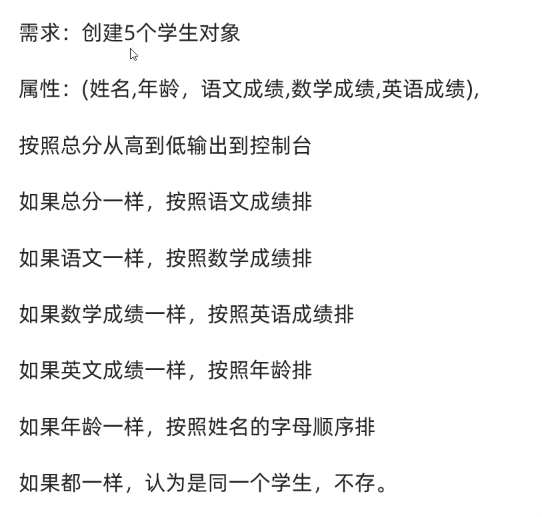 需求：创建5个学生对象
属性：(姓名,年龄，语文成绩,数学成绩,英语成绩),
按照总分从高到低输出到控制台
如果总分一样，按照语文成绩排
如果语文一样，按照数学成绩排
如果数学成绩一样，按照英语成绩排
如果英文成绩一样，按照年龄排
如果年龄一样，按照姓名的字母顺序排
如果都一样，认为是同一个学生，不存。